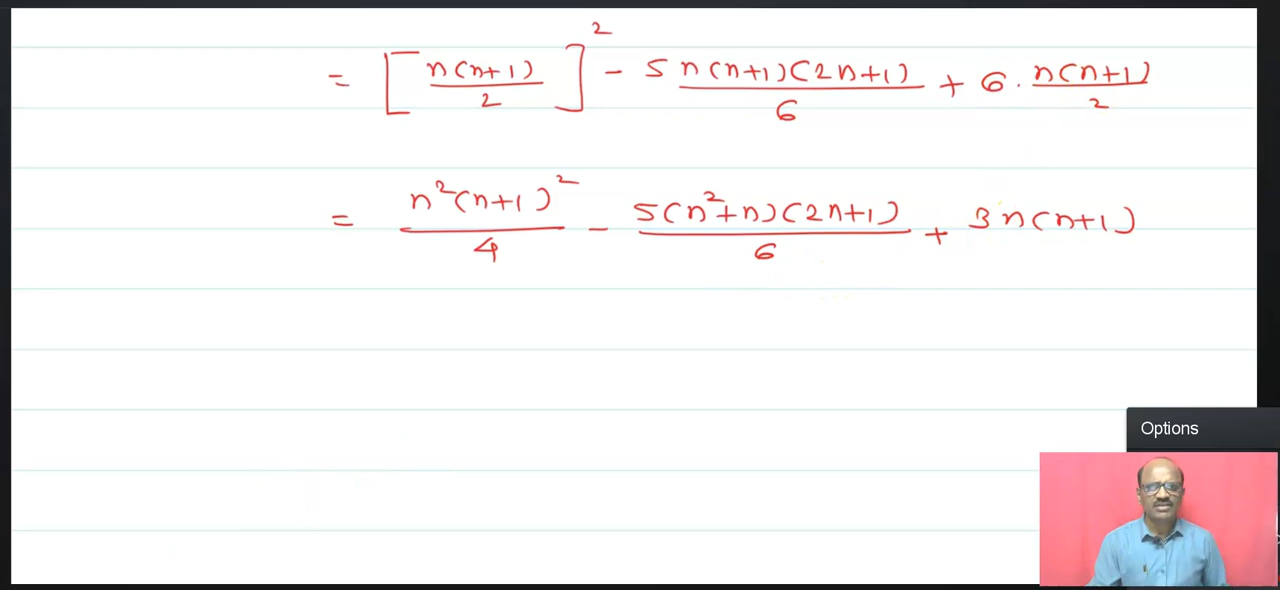 = [n(n+1)/2]² - 5 n(n+1)(2n+1)/6 + 6 · n(n+1)/2
= n²(n+1)²/4 - 5(n²+n)(2n+1)/6 + 3n(n+1)
Options